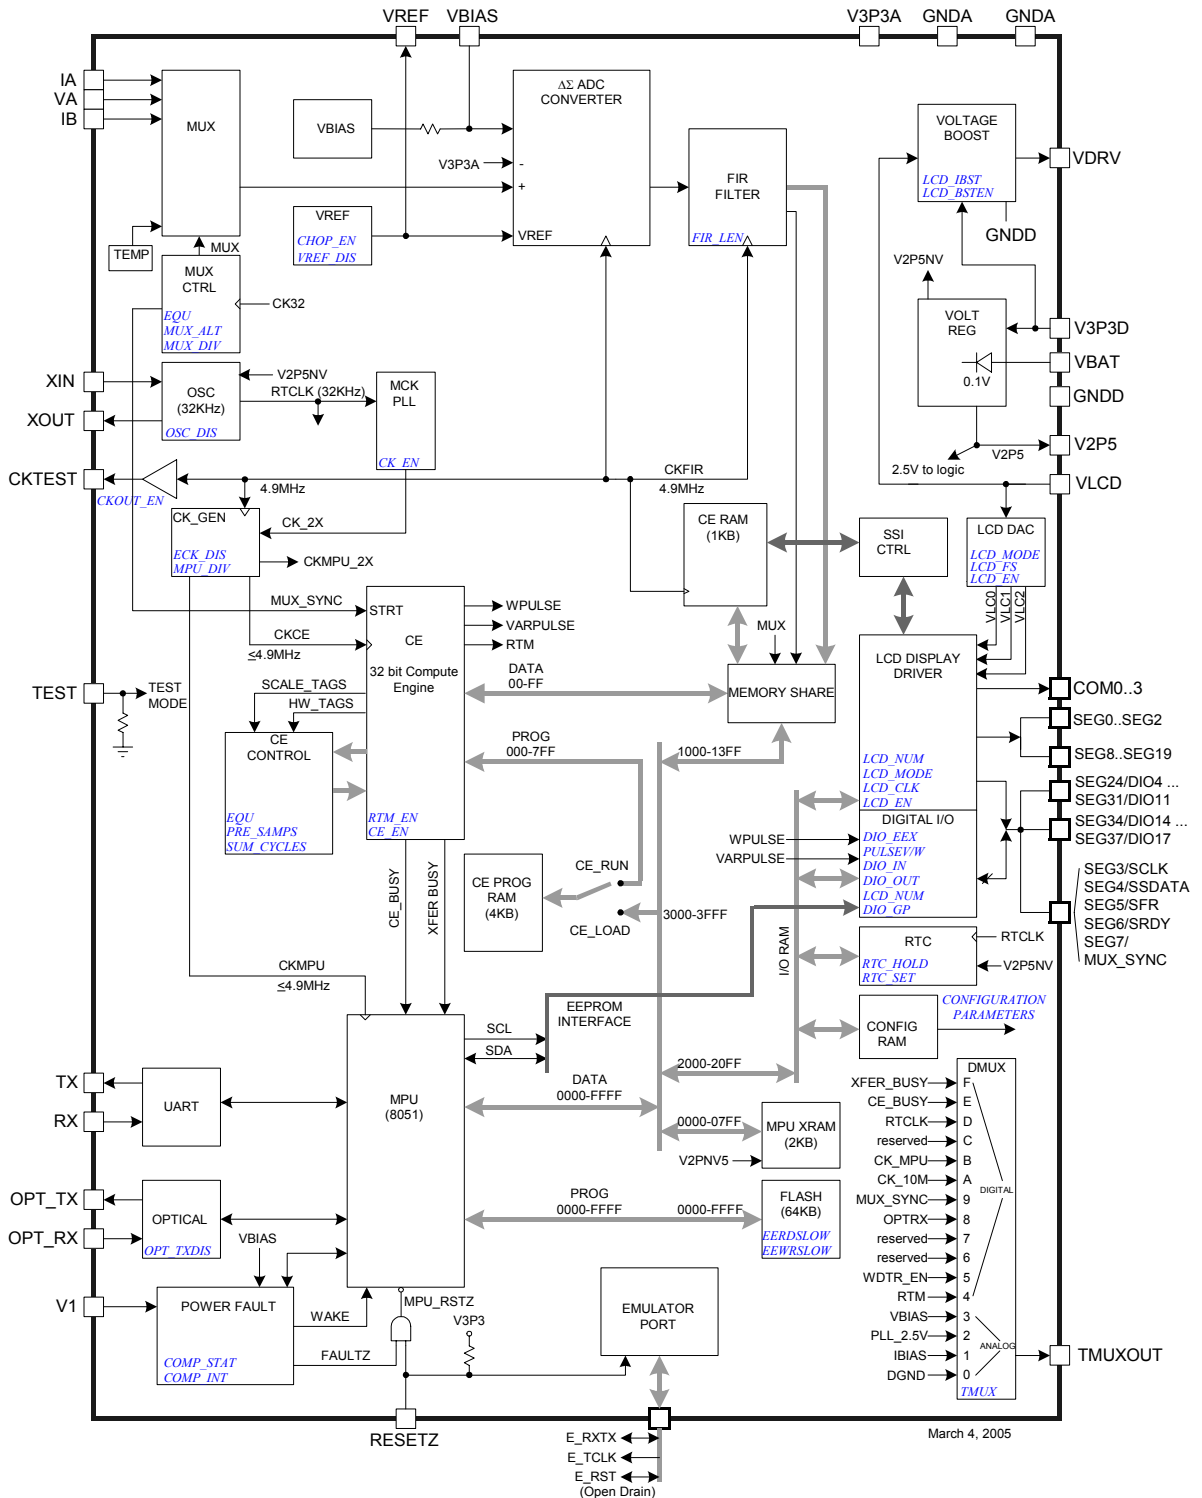 VREF
VBIAS
V3P3A
GNDA
GNDA
IA
VA
IB
MUX
VBIAS
V3P3A
ΔΣ ADC
CONVERTER
-
+
VREF
FIR
FILTER
FIR_LEN
VOLTAGE
BOOST
LCD_IBST
LCD_BSTEN
VDRV
GNDD
VREF
CHOP_EN
VREF_DIS
TEMP
MUX
MUX
CTRL
EQU
MUX_ALT
MUX_DIV
CK32
V2P5NV
VOLT
REG
0.1V
V3P3D
VBAT
GNDD
V2P5
V2P5
2.5V to logic
VLCD
XIN
XOUT
OSC
(32KHz)
OSC_DIS
V2P5NV
RTCLK (32KHz)
MCK
PLL
CK_EN
CKTEST
CKOUT_EN
4.9MHz
CKFIR
4.9MHz
CK_GEN
ECK_DIS
MPU_DIV
CK_2X
CKMPU_2X
CE RAM
(1KB)
SSI
CTRL
LCD DAC
LCD_MODE
LCD_FS
LCD_EN
VLC0
VLC1
VLC2
MUX_SYNC
STRT
CKCE
≤4.9MHz
CE
32 bit Compute
Engine
RTM_EN
CE_EN
WPULSE
VARPULSE
RTM
DATA
00-FF
MUX
MEMORY SHARE
LCD DISPLAY
DRIVER
LCD_NUM
LCD_MODE
LCD_CLK
LCD_EN
COM0..3
SEG0..SEG2
SEG8..SEG19
SEG24/DIO4 ...
SEG31/DIO11
SEG34/DIO14 ...
SEG37/DIO17
SEG3/SCLK
SEG4/SSDATA
SEG5/SFR
SEG6/SRDY
SEG7/
MUX_SYNC
TEST
TEST
MODE
SCALE_TAGS
HW_TAGS
CE
CONTROL
EQU
PRE_SAMPS
SUM_CYCLES
PROG
000-7FF
1000-13FF
DIGITAL I/O
DIO_EEX
PULSEV/W
DIO_IN
DIO_OUT
LCD_NUM
DIO_GP
WPULSE
VARPULSE
CE_BUSY
XFER BUSY
CE PROG
RAM
(4KB)
CE_RUN
CE_LOAD
3000-3FFF
I/O RAM
RTC
RTC_HOLD
RTC_SET
RTCLK
V2P5NV
CKMPU
≤4.9MHz
EEPROM
INTERFACE
SCL
SDA
CONFIG
RAM
CONFIGURATION
PARAMETERS
2000-20FF
MPU
(8051)
DATA
0000-FFFF
0000-07FF
MPU XRAM
(2KB)
V2PNV5
PROG
0000-FFFF
0000-FFFF
FLASH
(64KB)
EERDSLOW
EEWRSLOW
TX
RX
UART
OPT_TX
OPT_RX
OPTICAL
OPT_TXDIS
VBIAS
V1
POWER FAULT
COMP_STAT
COMP_INT
WAKE
FAULTZ
MPU_RSTZ
V3P3
EMULATOR
PORT
DMUX
XFER_BUSY F
CE_BUSY E
RTCLK D
reserved C
CK_MPU B
CK_10M A
MUX_SYNC 9
OPTRX 8
reserved 7
reserved 6
WDTR_EN 5
RTM 4
VBIAS 3
PLL_2.5V 2
IBIAS 1
DGND 0
DIGITAL
ANALOG
TMUX
TMUXOUT
RESETZ
E_RXTX
E_TCLK
E_RST
(Open Drain)
March 4, 2005